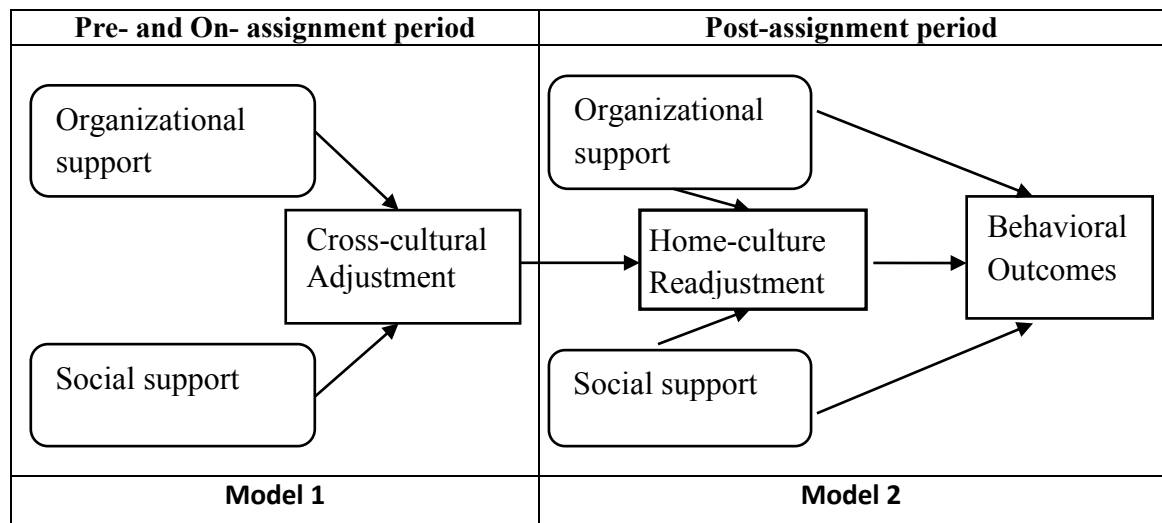 Pre- and On- assignment period
Post-assignment period
Organizational
support
Cross-cultural
Adjustment
Social support
Organizational
support
Home-culture
Readjustment
Social support
Behavioral
Outcomes
Model 1
Model 2